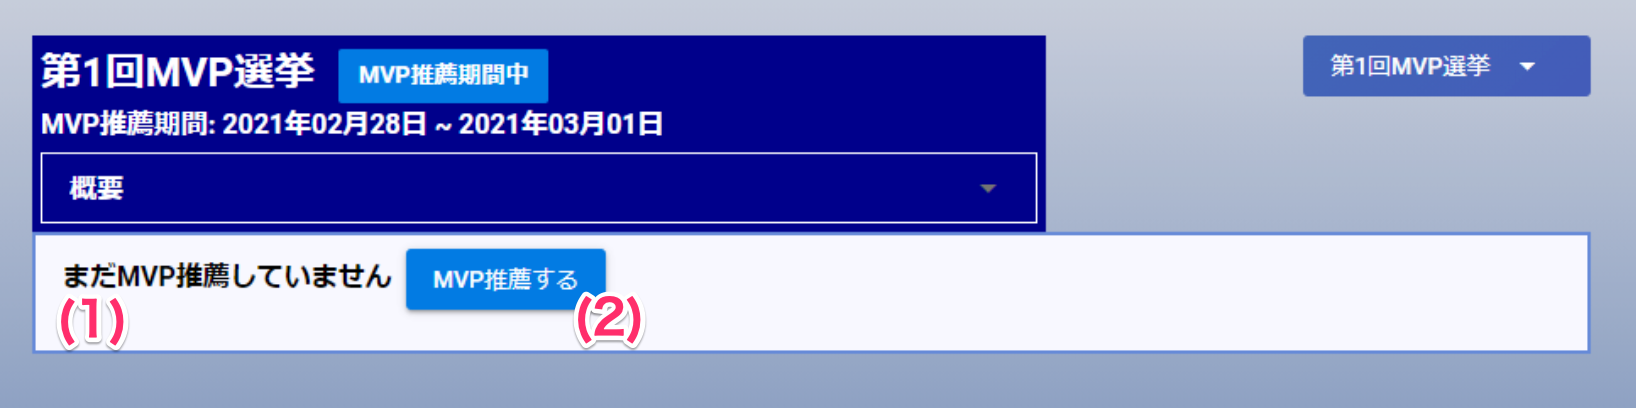 第1回MVP選挙 MVP推薦期間中
第1回MVP選挙
MVP推薦期間: 2021年02月28日 ~ 2021年03月01日
概要
まだMVP推薦していません MVP推薦する
(1) (2)